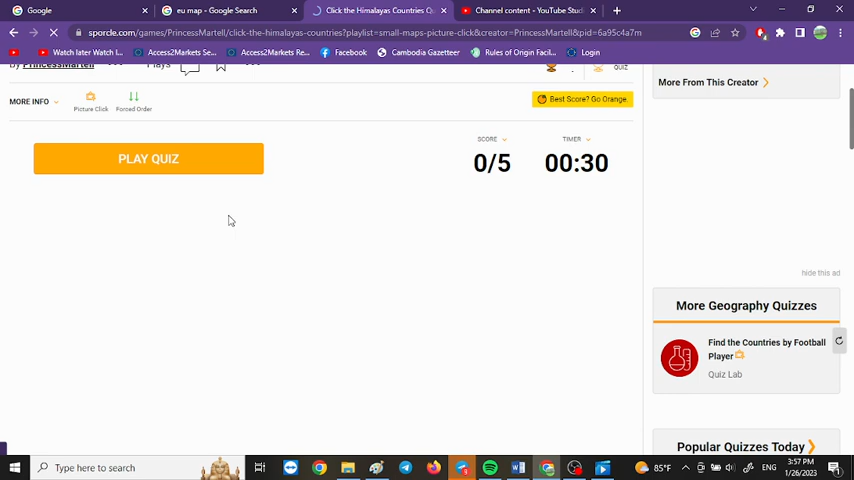 Google
eu map - Google Search
Click the Himalayas Countries Qu
Channel content - YouTube Stud
sporcle.com/games/PrincessMartell/click-the-himalayas-countries?playlist=small-maps-picture-click&creator=PrincessMartell&pid=6a95c4a7m
Watch later Watch l...
Access2Markets Se...
Access2Markets Re...
Facebook
Cambodia Gazetteer
Rules of Origin Facil...
Login
by PrincessMartell
Plays
QUIZ
More From This Creator
MORE INFO
Picture Click
Forced Order
Best Score? Go Orange.
PLAY QUIZ
SCORE
TIMER
0/5
00:30
hide this ad
More Geography Quizzes
Find the Countries by Football
Player
Quiz Lab
Popular Quizzes Today
Type here to search
85°F
ENG
3:57 PM
1/26/2023